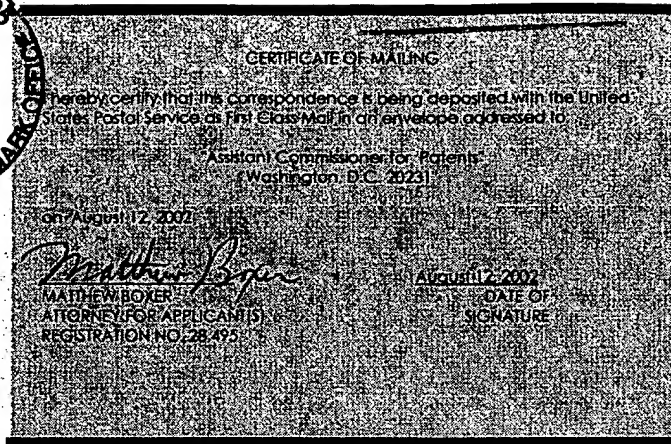 CERTIFICATE OF MAILING
hereby certify that this correspondence is being deposited with the United
States Postal Service as First Class Mail in an envelope addressed to:
Assistant Commissioner for Patents
Washington, D.C. 20231
on August 12, 2002
Matthew Boxer
MATTHEW BOXER
ATTORNEY FOR APPLICANT(S)
REGISTRATION NO. 28,495
August 12, 2002
DATE OF
SIGNATURE
MARK OFFICE